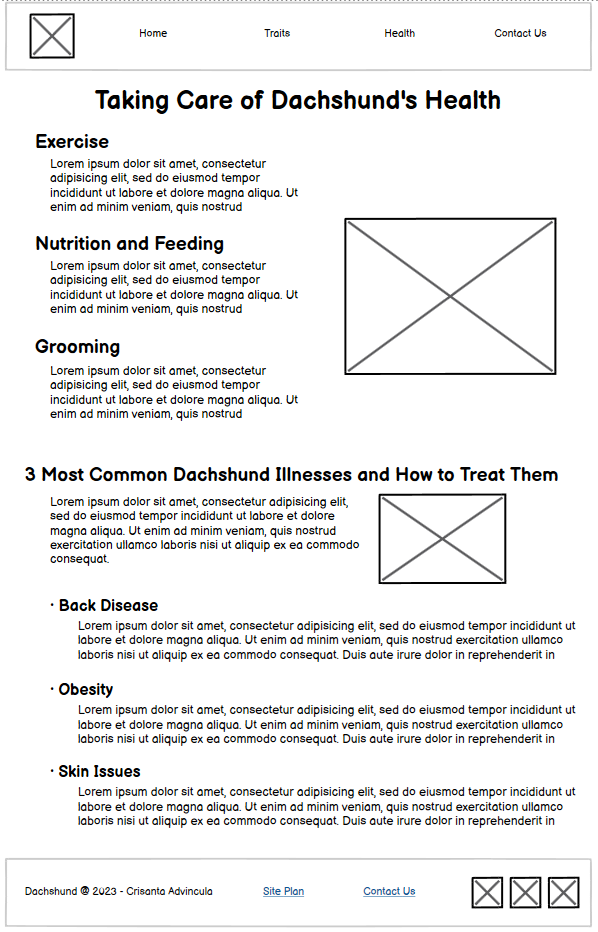 Home Traits Health Contact Us
Taking Care of Dachshund's Health
Exercise
Lorem ipsum dolor sit amet, consectetur
adipisicing elit, sed do eiusmod tempor
incididunt ut labore et dolore magna aliqua. Ut
enim ad minim veniam, quis nostrud
Nutrition and Feeding
Lorem ipsum dolor sit amet, consectetur
adipisicing elit, sed do eiusmod tempor
incididunt ut labore et dolore magna aliqua. Ut
enim ad minim veniam, quis nostrud
Grooming
Lorem ipsum dolor sit amet, consectetur
adipisicing elit, sed do eiusmod tempor
incididunt ut labore et dolore magna aliqua. Ut
enim ad minim veniam, quis nostrud
3 Most Common Dachshund Illnesses and How to Treat Them
Lorem ipsum dolor sit amet, consectetur adipisicing elit,
sed do eiusmod tempor incididunt ut labore et dolore
magna aliqua. Ut enim ad minim veniam, quis nostrud
exercitation ullamco laboris nisi ut aliquip ex ea commodo
consequat.
· Back Disease
Lorem ipsum dolor sit amet, consectetur adipisicing elit, sed do eiusmod tempor incididunt ut
labore et dolore magna aliqua. Ut enim ad minim veniam, quis nostrud exercitation ullamco
laboris nisi ut aliquip ex ea commodo consequat. Duis aute irure dolor in reprehenderit in
· Obesity
Lorem ipsum dolor sit amet, consectetur adipisicing elit, sed do eiusmod tempor incididunt ut
labore et dolore magna aliqua. Ut enim ad minim veniam, quis nostrud exercitation ullamco
laboris nisi ut aliquip ex ea commodo consequat. Duis aute irure dolor in reprehenderit in
· Skin Issues
Lorem ipsum dolor sit amet, consectetur adipisicing elit, sed do eiusmod tempor incididunt ut
labore et dolore magna aliqua. Ut enim ad minim veniam, quis nostrud exercitation ullamco
laboris nisi ut aliquip ex ea commodo consequat. Duis aute irure dolor in reprehenderit in
Dachshund @ 2023 - Crisanta Advincula Site Plan Contact Us